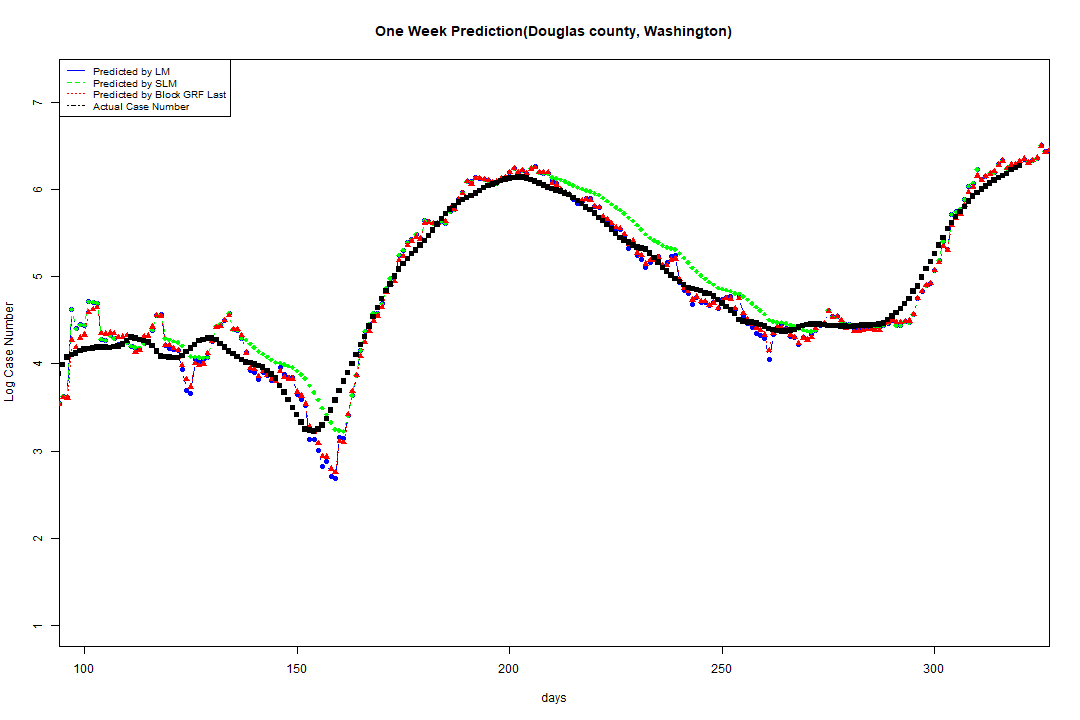 One Week Prediction(Douglas county, Washington)
Predicted by LM
Predicted by SLM
Predicted by Block GRF Last
Actual Case Number
Log Case Number
7
6
5
4
3
2
1
100 150 200 250 300
days